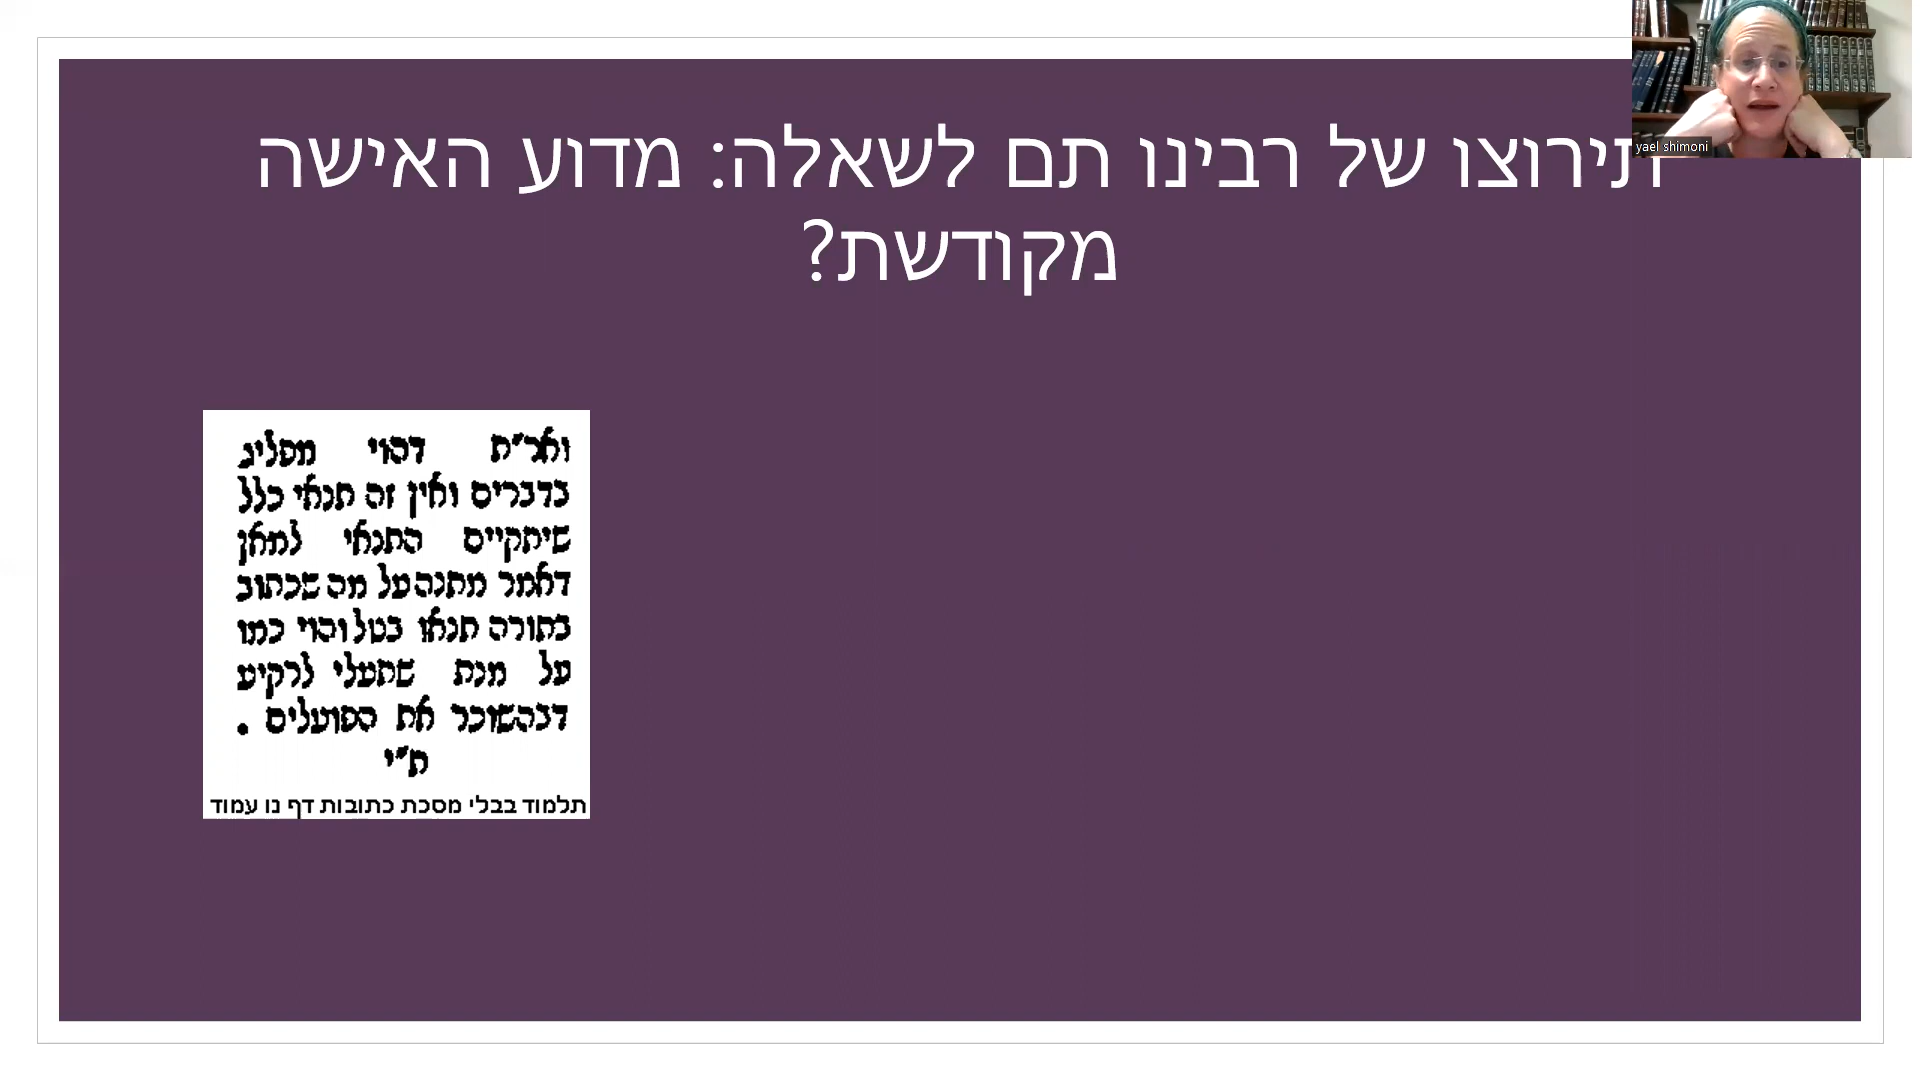 תירוצו של רבינו תם לשאלה: מדוע האישה
מקודשת?
yael shimoni
ואר"ת דהוי מפליג
בדברים ואין זה תנאי כלל
שיתקיים התנאי למאן
דאמר מתנה על מה שכתוב
בתורה תנאו בטל והוי כמו
על מנת שתעלי לרקיע
דבהשוכר את הפועלים .
ת"י
תלמוד בבלי מסכת כתובות דף נו עמוד